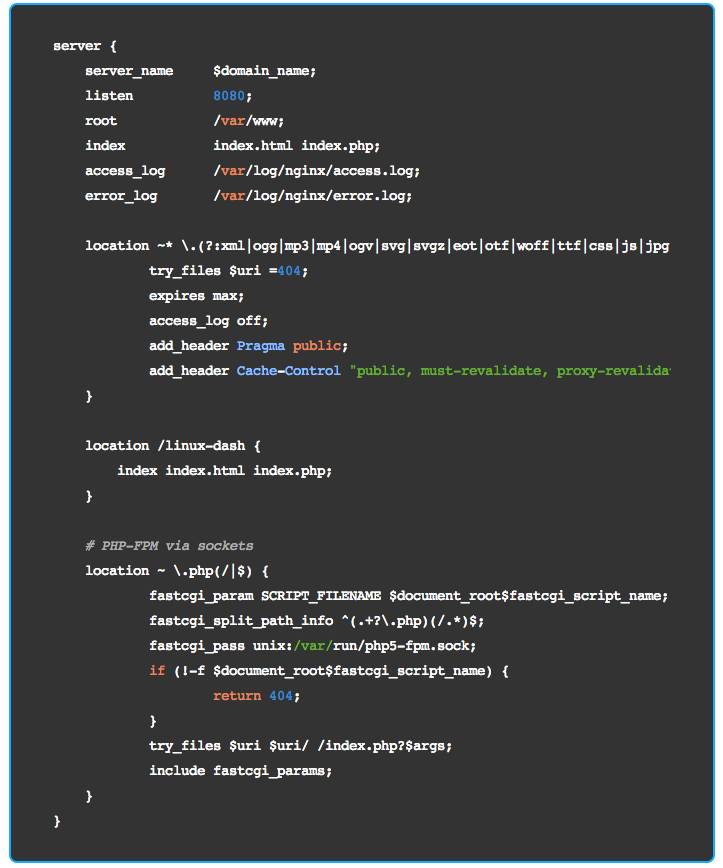 server {
    server_name     $domain_name;
    listen          8080;
    root            /var/www;
    index           index.html index.php;
    access_log      /var/log/nginx/access.log;
    error_log       /var/log/nginx/error.log;

    location ~* \.(?:xml|ogg|mp3|mp4|ogv|svg|svgz|eot|otf|woff|ttf|css|js|jpg
            try_files $uri =404;
            expires max;
            access_log off;
            add_header Pragma public;
            add_header Cache-Control "public, must-revalidate, proxy-revalida
    }

    location /linux-dash {
        index index.html index.php;
    }

    # PHP-FPM via sockets
    location ~ \.php(/|$) {
            fastcgi_param SCRIPT_FILENAME $document_root$fastcgi_script_name;
            fastcgi_split_path_info ^(.+?\.php)(/.*)$;
            fastcgi_pass unix:/var/run/php5-fpm.sock;
            if (!-f $document_root$fastcgi_script_name) {
                    return 404;
            }
            try_files $uri $uri/ /index.php?$args;
            include fastcgi_params;
    }
}